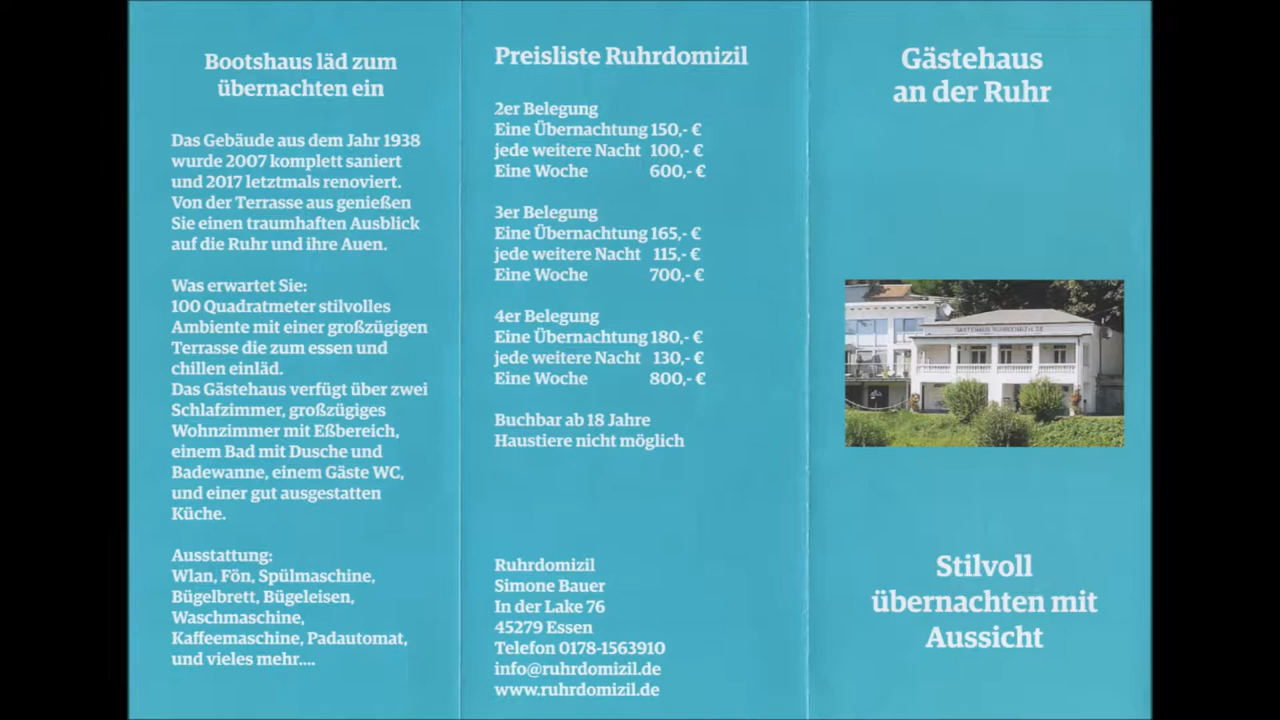 Bootshaus läd zum
übernachten ein
Das Gebäude aus dem Jahr 1938
wurde 2007 komplett saniert
und 2017 letztmals renoviert.
Von der Terrasse aus genießen
Sie einen traumhaften Ausblick
auf die Ruhr und ihre Auen.
Was erwartet Sie:
100 Quadratmeter stilvolles
Ambiente mit einer großzügigen
Terrasse die zum essen und
chillen einläd.
Das Gästehaus verfügt über zwei
Schlafzimmer, großzügiges
Wohnzimmer mit Eßbereich,
einem Bad mit Dusche und
Badewanne, einem Gäste WC,
und einer gut ausgestatten
Küche.
Ausstattung:
Wlan, Fön, Spülmaschine,
Bügelbrett, Bügeleisen,
Waschmaschine,
Kaffeemaschine, Padautomat,
und vieles mehr....
Preisliste Ruhrdomizil
2er Belegung
Eine Übernachtung 150,- €
jede weitere Nacht 100,- €
Eine Woche 600,- €
3er Belegung
Eine Übernachtung 165,- €
jede weitere Nacht 115,- €
Eine Woche 700,- €
4er Belegung
Eine Übernachtung 180,- €
jede weitere Nacht 130,- €
Eine Woche 800,- €
Buchbar ab 18 Jahre
Haustiere nicht möglich
Ruhrdomizil
Simone Bauer
In der Lake 76
45279 Essen
Telefon 0178-1563910
info@ruhrdomizil.de
www.ruhrdomizil.de
Gästehaus
an der Ruhr
GÄSTEHAUS RUHRDOMIZIL.DE
Stilvoll
übernachten mit
Aussicht